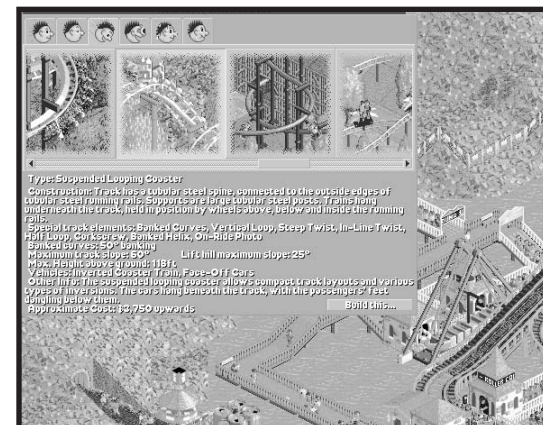 Type: Suspended Looping Coaster
Construction: Track has a tubular steel spine, connected to the outside edges of
tubular steel running rails. Supports are large tubular steel posts. Trains hang
underneath the track, held in position by wheels above, below and inside the running
rails.
Special track elements: Banked Curves, Vertical Loop, Steep Twist, In-Line Twist,
Half Loop, Corkscrew, Banked Helix, On-Ride Photo
Banked curves: 50° banking
Maximum track slope: 60° Lift hill maximum slope: 25°
Max. Height above ground: 118ft
Vehicles: Inverted Coaster Train, Face-Off Cars
Other Info: The suspended looping coaster allows compact track layouts and various
types of inversions. The cars hang beneath the track, with the passengers' feet
dangling below them.
Approximate Cost: $3,750 upwards
Build this...